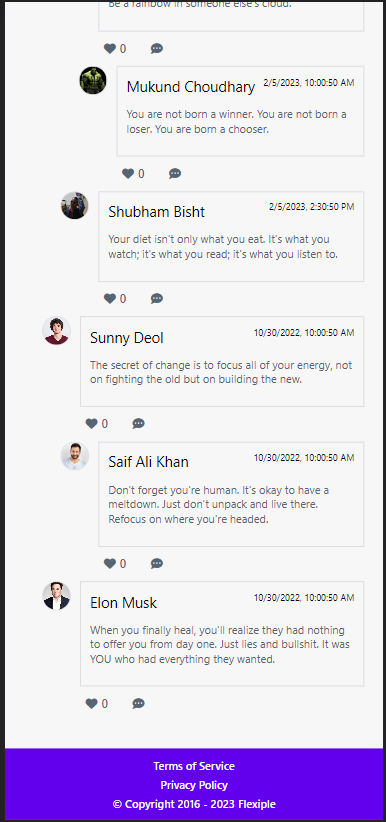 Be a rainbow in someone else's cloud.
0
Mukund Choudhary 2/5/2023, 10:00:50 AM
You are not born a winner. You are not born a
loser. You are born a chooser.
0
Shubham Bisht 2/5/2023, 2:30:50 PM
Your diet isn't only what you eat. It's what you
watch; it's what you read; it's what you listen to.
0
Sunny Deol 10/30/2022, 10:00:50 AM
The secret of change is to focus all of your energy, not
on fighting the old but on building the new.
0
Saif Ali Khan 10/30/2022, 10:00:50 AM
Don't forget you're human. It's okay to have a
meltdown. Just don't unpack and live there.
Refocus on where you're headed.
0
Elon Musk 10/30/2022, 10:00:50 AM
When you finally heal, you'll realize they had nothing
to offer you from day one. Just lies and bullshit. It was
YOU who had everything they wanted.
0
Terms of Service
Privacy Policy
© Copyright 2016 - 2023 Flexiple